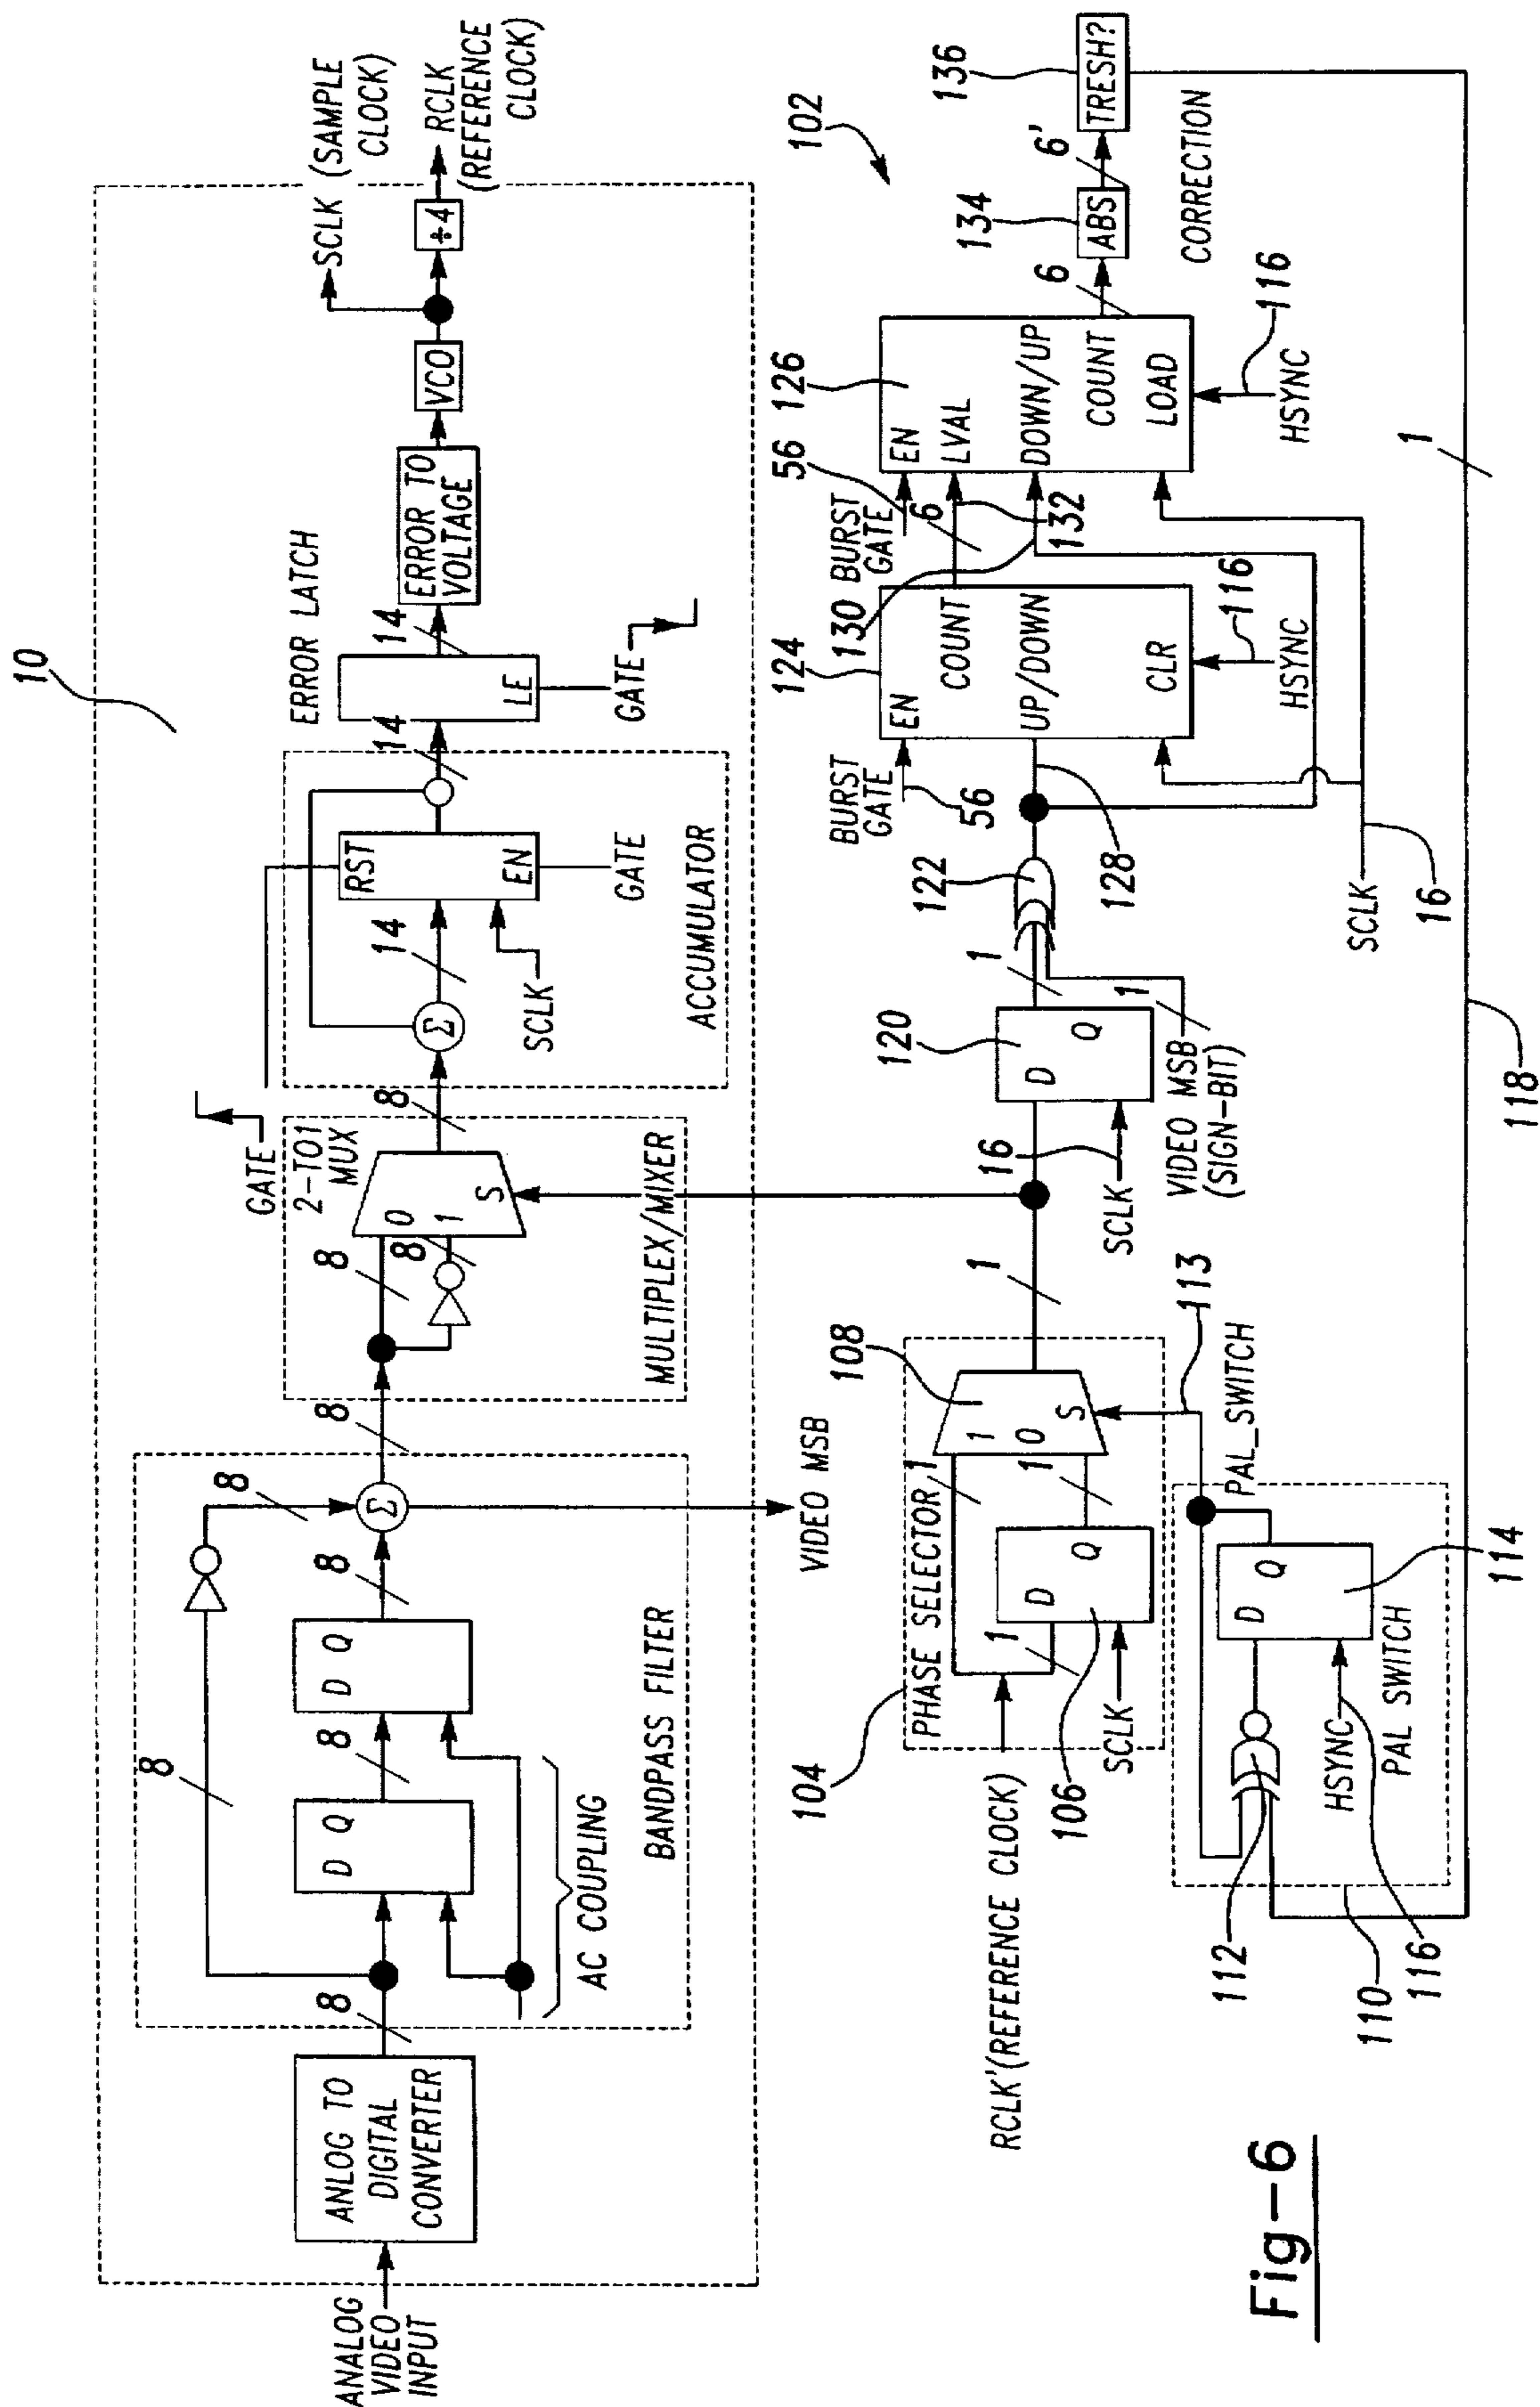 10
ANALOG
VIDEO
INPUT
ANLOG TO
DIGITAL
CONVERTER
8
8
D Q
8
D Q
8
8
Σ
AC COUPLING
BANDPASS FILTER
VIDEO MSB
8
GATE
2-TO1
MUX
8
0
8
1
S
MULTIPLEX/MIXER
8
Σ
14
SCLK
RST
EN
GATE
ACCUMULATOR
14
ERROR LATCH
LE
GATE
14
ERROR TO
VOLTAGE
VCO
SCLK (SAMPLE
CLOCK)
÷4
RCLK
(REFERENCE
CLOCK)
102
RCLK'(REFERENCE CLOCK)
104
PHASE SELECTOR
1
1
D
Q
106
SCLK
1
1
0
S
108
1
113
PAL_SWITCH
110
112
D
Q
HSYNC
116
PAL SWITCH
114
SCLK
16
D
Q
120
1
1
VIDEO MSB
(SIGN-BIT)
122
128
BURST
GATE
56
124
EN
COUNT
UP/DOWN
CLR
HSYNC
116
SCLK
16
BURST
GATE
56
6
130
132
126
EN
LVAL
DOWN/UP
COUNT
LOAD
HSYNC
116
6
134
ABS
6'
136
TRESH?
CORRECTION
1
118
Fig-6